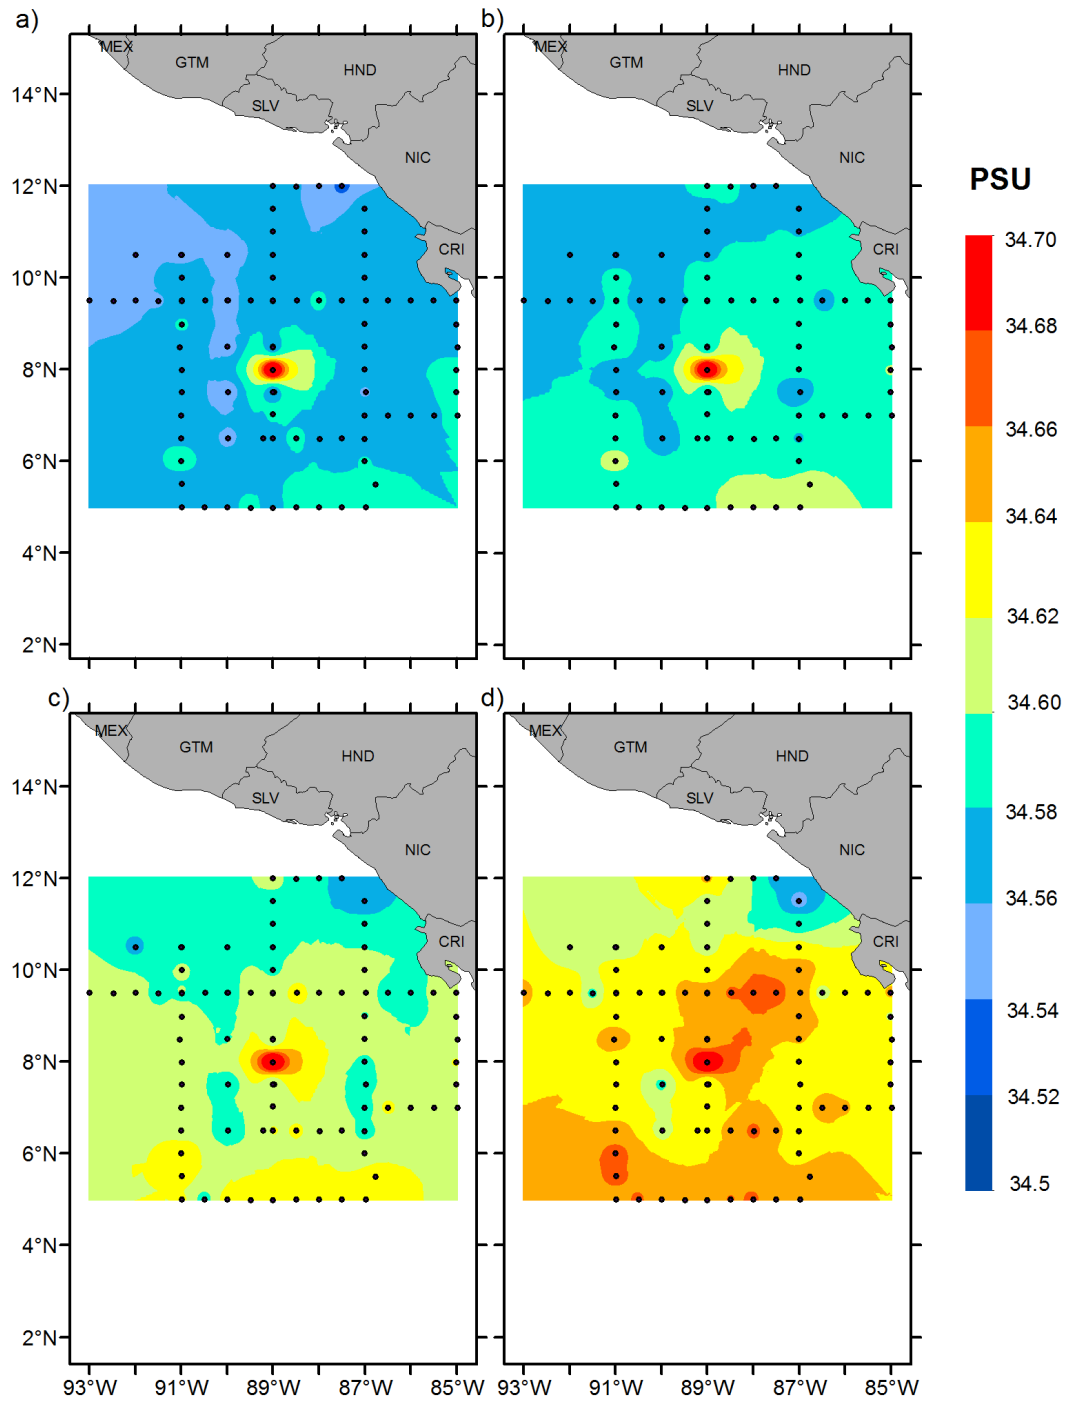 a)
b)
MEX
GTM
HND
SLV
NIC
CRI
MEX
GTM
HND
SLV
NIC
CRI
14°N
12°N
10°N
8°N
6°N
4°N
2°N
PSU
34.70
34.68
34.66
34.64
34.62
34.60
34.58
34.56
34.54
34.52
34.5
c)
d)
MEX
GTM
HND
SLV
NIC
CRI
MEX
GTM
HND
SLV
NIC
CRI
14°N
12°N
10°N
8°N
6°N
4°N
2°N
93°W 91°W 89°W 87°W 85°W
91°W 89°W 87°W 85°W